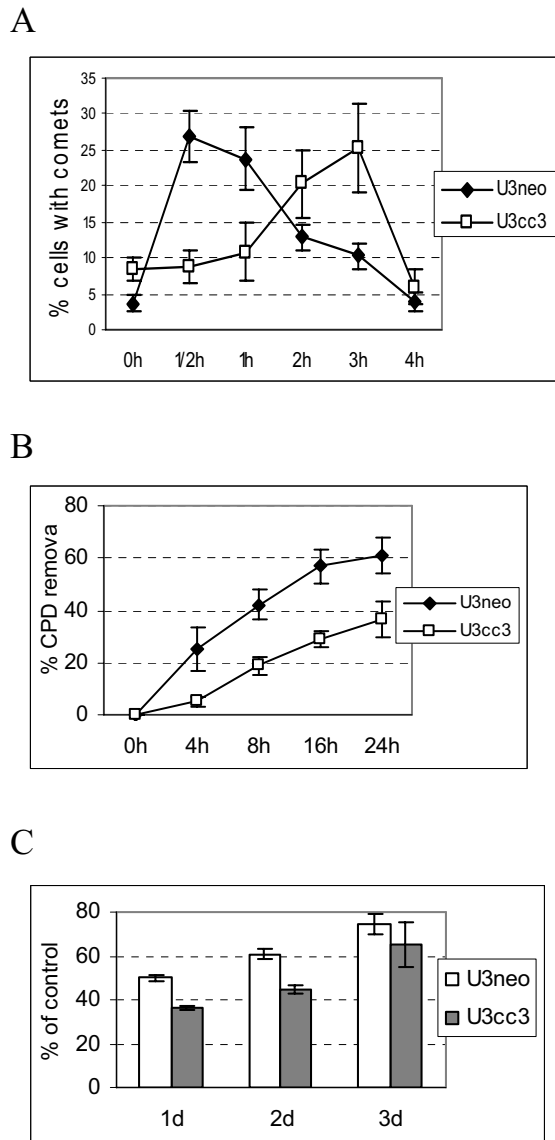 A
% cells with comets
35
30
25
20
15
10
5
0
0h 1/2h 1h 2h 3h 4h
U3neo
U3cc3
B
% CPD remova
80
60
40
20
0
0h 4h 8h 16h 24h
U3neo
U3cc3
C
% of control
80
60
40
20
0
1d 2d 3d
U3neo
U3cc3